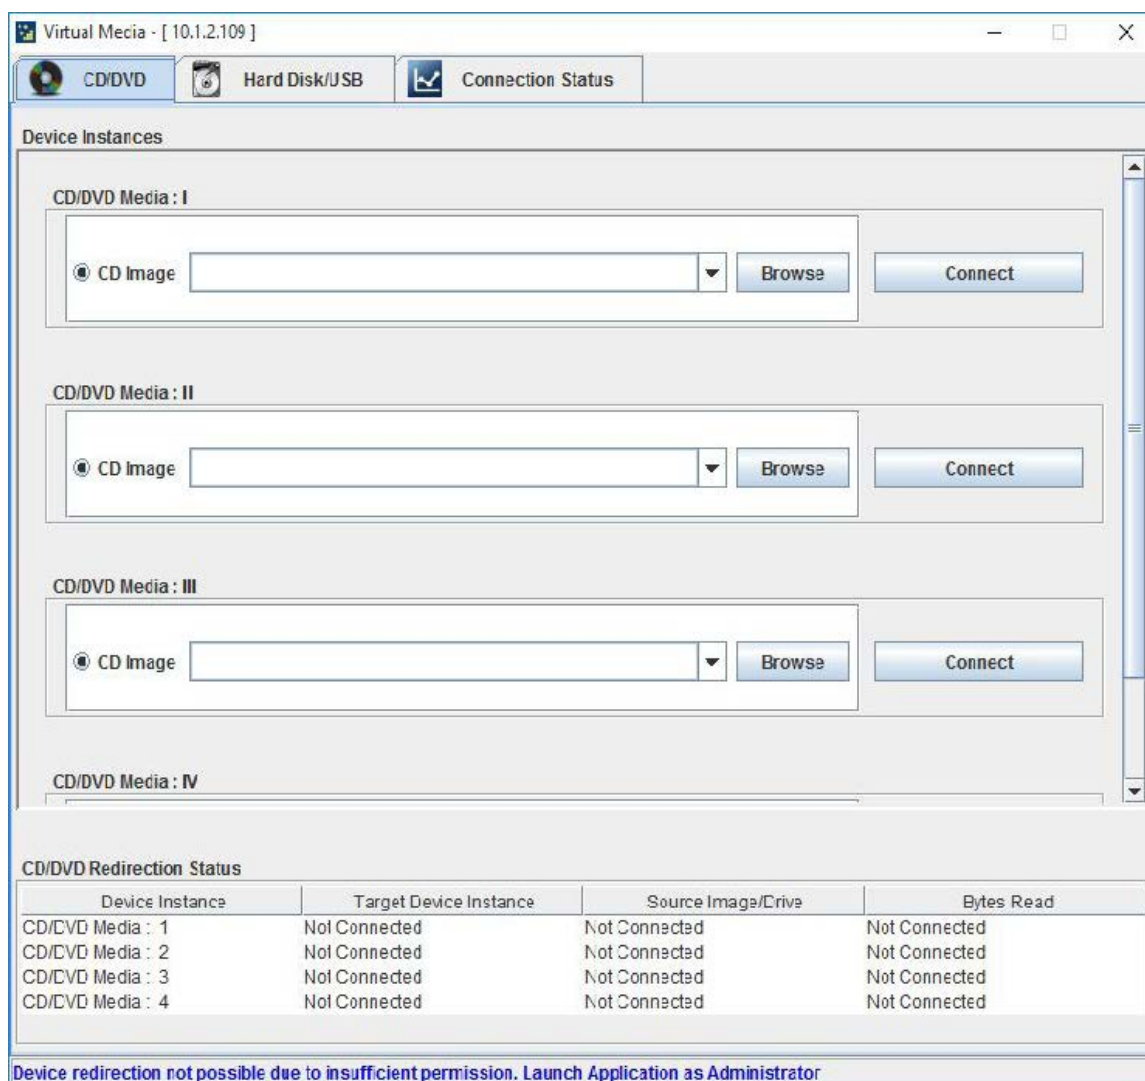 Virtual Media - [ 10.1.2.109 ]
CD/DVD Hard Disk/USB Connection Status
Device Instances
CD/DVD Media : I
CD Image Browse Connect
CD/DVD Media : II
CD Image Browse Connect
CD/DVD Media : III
CD Image Browse Connect
CD/DVD Media : IV
CD/DVD Redirection Status
Device Instance Target Device Instance Source Image/Drive Bytes Read
CD/DVD Media : 1 Not Connected Not Connected Not Connected
CD/DVD Media : 2 Not Connected Not Connected Not Connected
CD/DVD Media : 3 Not Connected Not Connected Not Connected
CD/DVD Media : 4 Not Connected Not Connected Not Connected
Device redirection not possible due to insufficient permission. Launch Application as Administrator